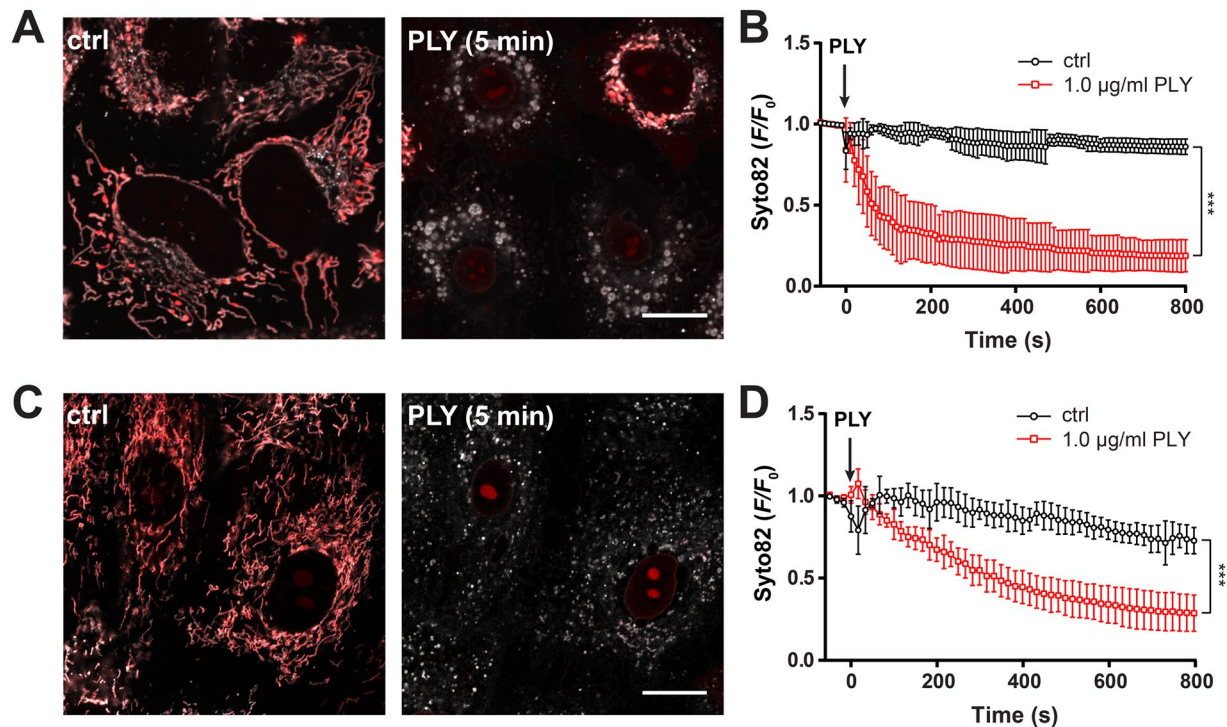 A
ctrl
PLY (5 min)
B
PLY
ctrl
1.0 µg/ml PLY
Syto82 (F/F0)
1.5
1.0
0.5
0.0
0
200
400
600
800
Time (s)
***
C
ctrl
PLY (5 min)
D
PLY
ctrl
1.0 µg/ml PLY
Syto82 (F/F0)
1.5
1.0
0.5
0.0
0
200
400
600
800
Time (s)
***